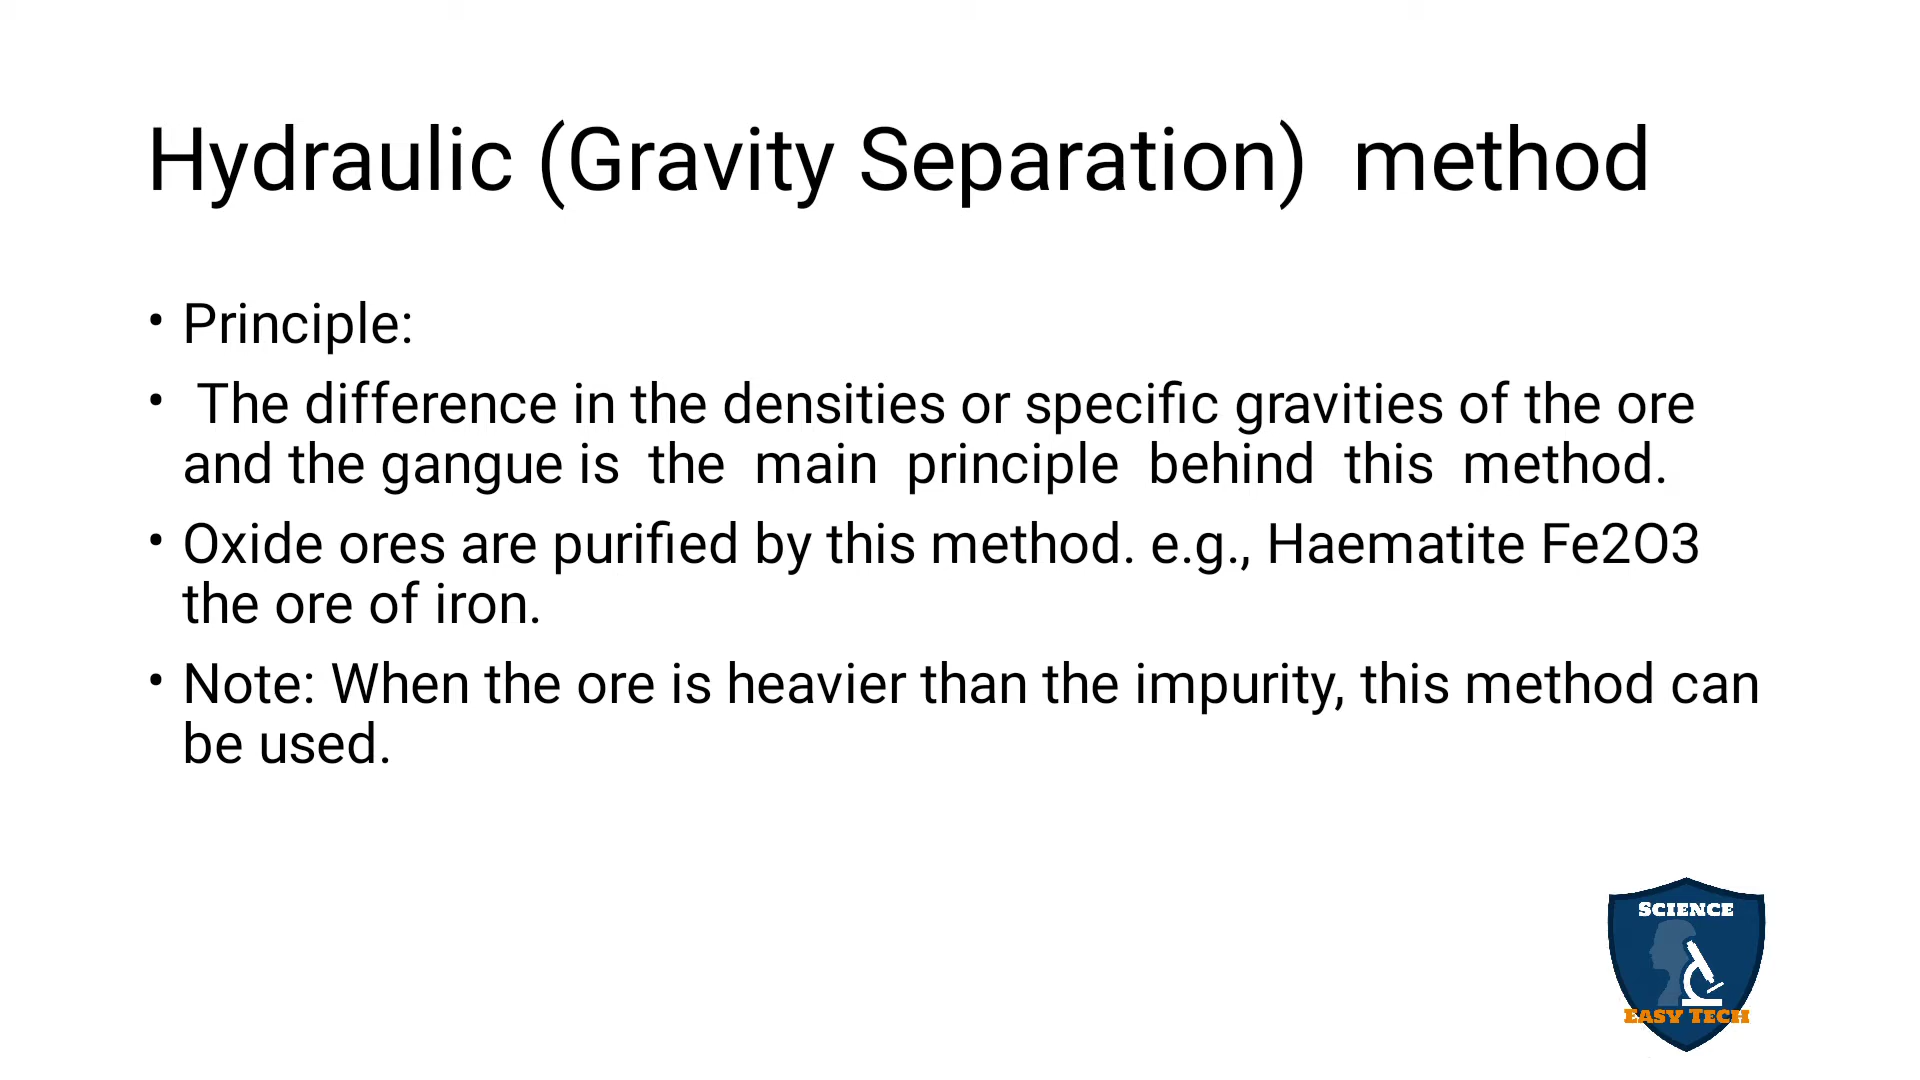 Hydraulic (Gravity Separation)  method
• Principle:
•  The difference in the densities or specific gravities of the ore
and the gangue is  the  main  principle  behind  this  method.
• Oxide ores are purified by this method. e.g., Haematite Fe2O3
the ore of iron.
• Note: When the ore is heavier than the impurity, this method can
be used.
SCIENCE
EASY TECH